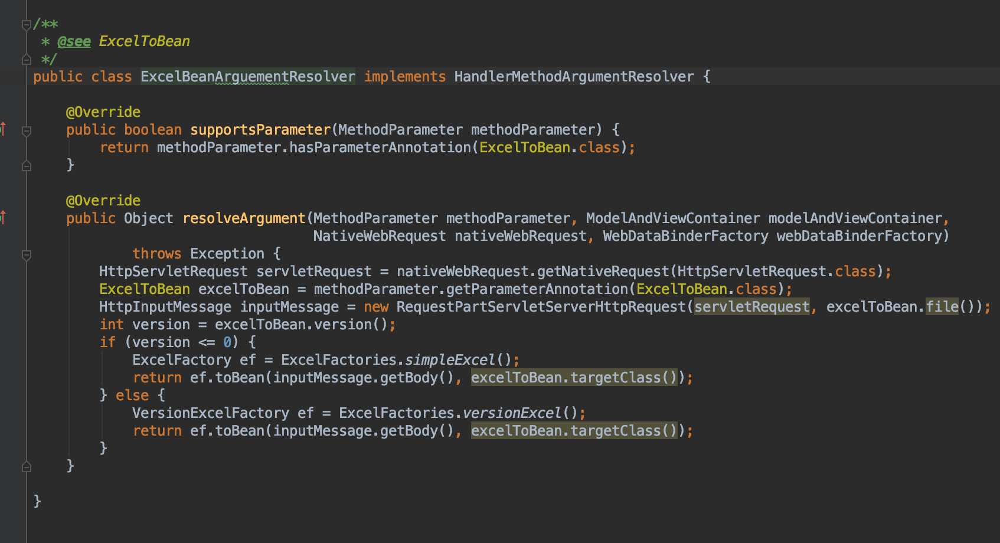 /**
 * @see ExcelToBean
 */
public class ExcelBeanArguementResolver implements HandlerMethodArgumentResolver {
    @Override
    public boolean supportsParameter(MethodParameter methodParameter) {
        return methodParameter.hasParameterAnnotation(ExcelToBean.class);
    }
    @Override
    public Object resolveArgument(MethodParameter methodParameter, ModelAndViewContainer modelAndViewContainer,
                                  NativeWebRequest nativeWebRequest, WebDataBinderFactory webDataBinderFactory)
            throws Exception {
        HttpServletRequest servletRequest = nativeWebRequest.getNativeRequest(HttpServletRequest.class);
        ExcelToBean excelToBean = methodParameter.getParameterAnnotation(ExcelToBean.class);
        HttpInputMessage inputMessage = new RequestPartServletServerHttpRequest(servletRequest, excelToBean.file());
        int version = excelToBean.version();
        if (version <= 0) {
            ExcelFactory ef = ExcelFactories.simpleExcel();
            return ef.toBean(inputMessage.getBody(), excelToBean.targetClass());
        } else {
            VersionExcelFactory ef = ExcelFactories.versionExcel();
            return ef.toBean(inputMessage.getBody(), excelToBean.targetClass());
        }
    }
}